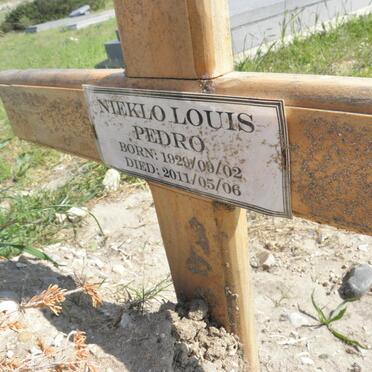 NIEKLO LOUIS
PEDRO
BORN: 1929/09/02
DIED: 2011/05/06